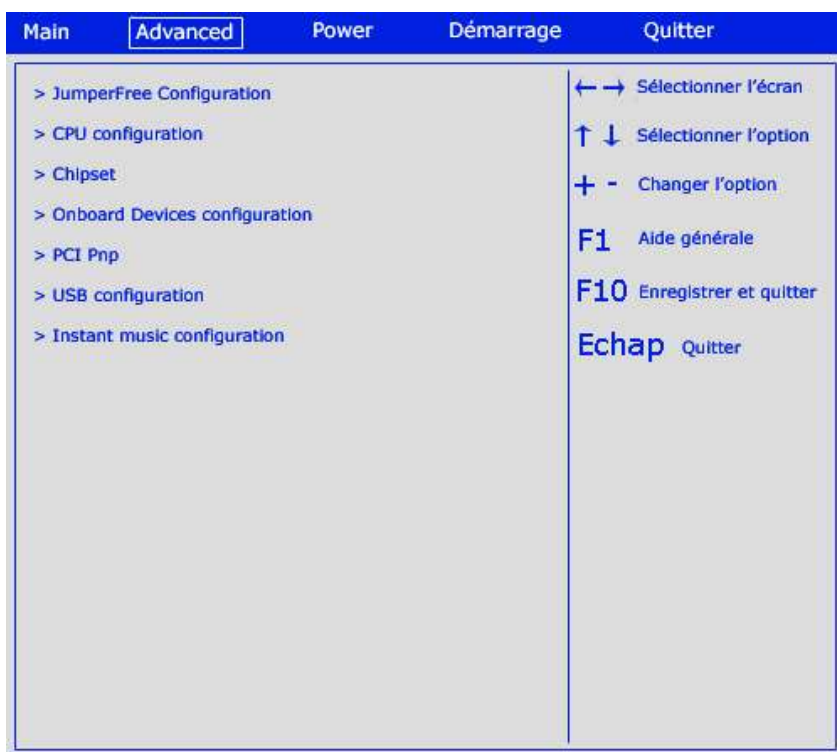 Main Advanced Power Démarrage Quitter
> JumperFree Configuration
> CPU configuration
> Chipset
> Onboard Devices configuration
> PCI Pnp
> USB configuration
> Instant music configuration
← → Sélectionner l'écran
↑ ↓ Sélectionner l'option
+ - Changer l'option
F1 Aide générale
F10 Enregistrer et quitter
Echap Quitter